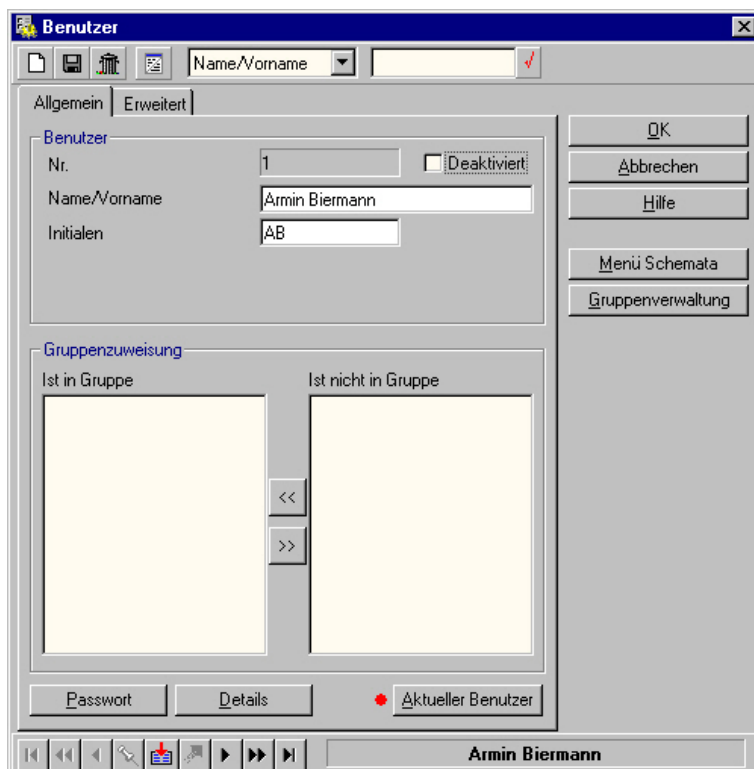 Benutzer
Name/Vorname
Allgemein Erweitert
Benutzer
Nr. 1 Deaktiviert
Name/Vorname Armin Biermann
Initialen AB
OK
Abbrechen
Hilfe
Menü Schemata
Gruppenverwaltung
Gruppenzuweisung
Ist in Gruppe Ist nicht in Gruppe
<<
>>
Passwort Details Aktueller Benutzer
Armin Biermann